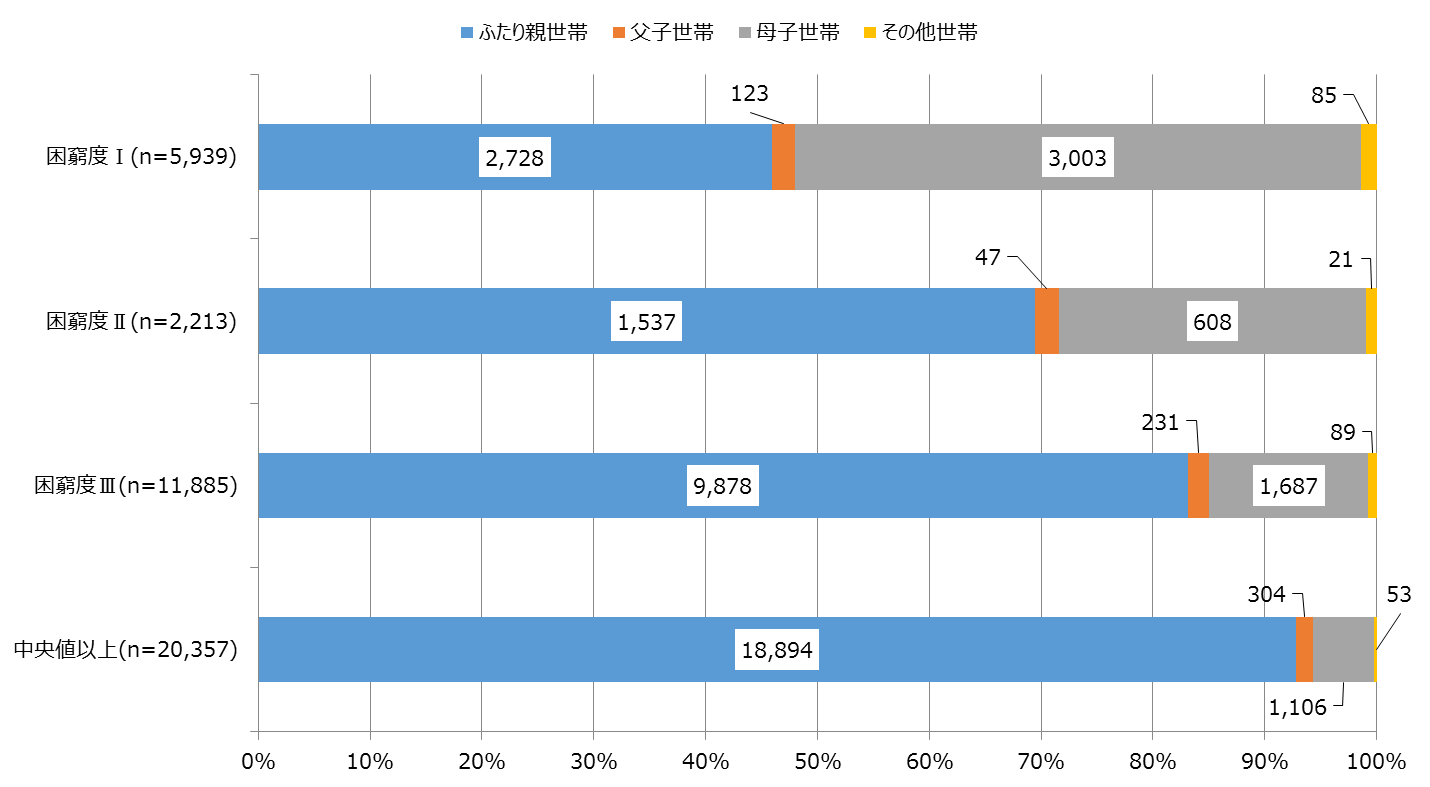 ふたり親世帯 父子世帯 母子世帯 その他世帯
123 85
困窮度Ⅰ(n=5,939) 2,728 3,003
47 21
困窮度Ⅱ(n=2,213) 1,537 608
231 89
困窮度Ⅲ(n=11,885) 9,878 1,687
304 53
中央値以上(n=20,357) 18,894
1,106
0% 10% 20% 30% 40% 50% 60% 70% 80% 90% 100%